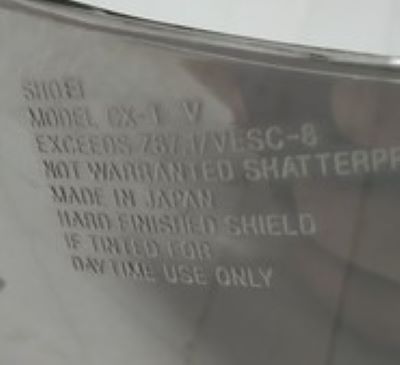 SHOEI
MODEL CX-1 V
EXCEEDS Z87.1/VESC-8
NOT WARRANTED SHATTERPR
MADE IN JAPAN
HARD FINISHED SHIELD
IF TINTED FOR
DAYTIME USE ONLY